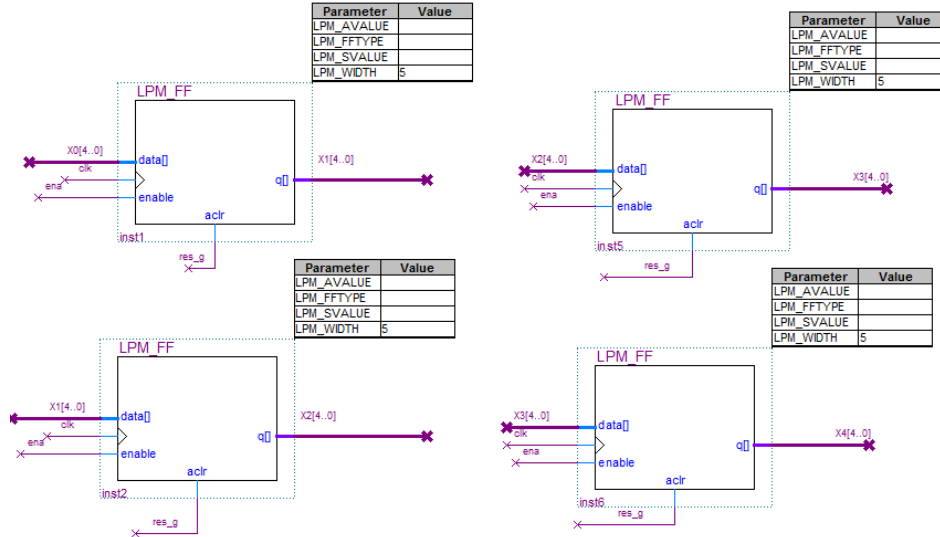 Parameter Value
LPM_AVALUE
LPM_FFTYPE
LPM_SVALUE
LPM_WIDTH 5
LPM_FF
X0[4..0]
clk
ena
data[]
enable
q[]
aclr
X1[4..0]
inst1
res_g
Parameter Value
LPM_AVALUE
LPM_FFTYPE
LPM_SVALUE
LPM_WIDTH 5
LPM_FF
X2[4..0]
clk
ena
data[]
enable
q[]
aclr
X3[4..0]
inst5
res_g
Parameter Value
LPM_AVALUE
LPM_FFTYPE
LPM_SVALUE
LPM_WIDTH 5
LPM_FF
X1[4..0]
clk
ena
data[]
enable
q[]
aclr
X2[4..0]
inst2
res_g
Parameter Value
LPM_AVALUE
LPM_FFTYPE
LPM_SVALUE
LPM_WIDTH 5
LPM_FF
X3[4..0]
clk
ena
data[]
enable
q[]
aclr
X4[4..0]
inst6
res_g